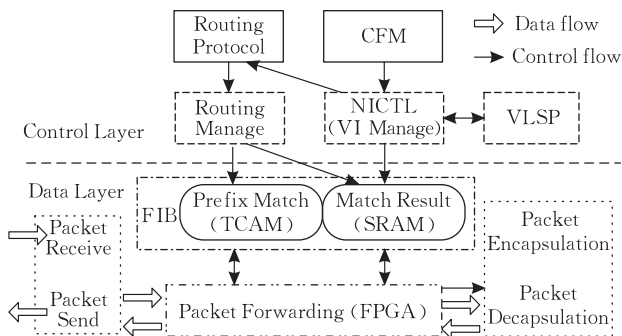 Routing
Protocol
CFM
Data flow
Control flow
Routing
Manage
NICTL
(VI Manage)
VLSP
Control Layer
Data Layer
FIB
Prefix Match
(TCAM)
Match Result
(SRAM)
Packet
Receive
Packet
Send
Packet Forwarding (FPGA)
Packet
Encapsulation
Packet
Decapsulation